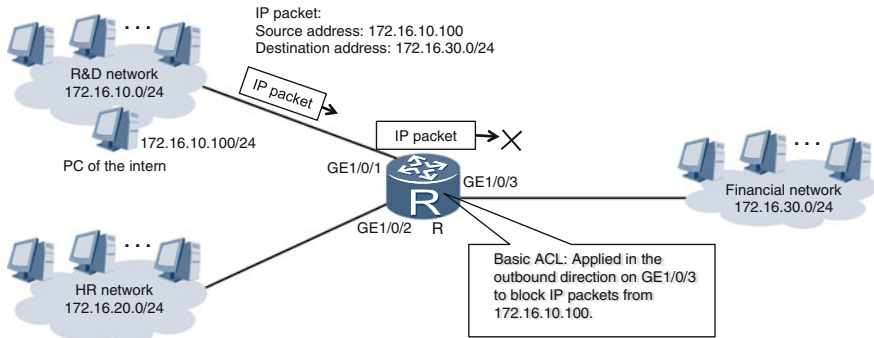 IP packet:
Source address: 172.16.10.100
Destination address: 172.16.30.0/24
R&D network
172.16.10.0/24
IP packet
172.16.10.100/24
PC of the intern
IP packet
GE1/0/1
GE1/0/3
R
R
GE1/0/2
Financial network
172.16.30.0/24
HR network
172.16.20.0/24
Basic ACL: Applied in the
outbound direction on GE1/0/3
to block IP packets from
172.16.10.100.